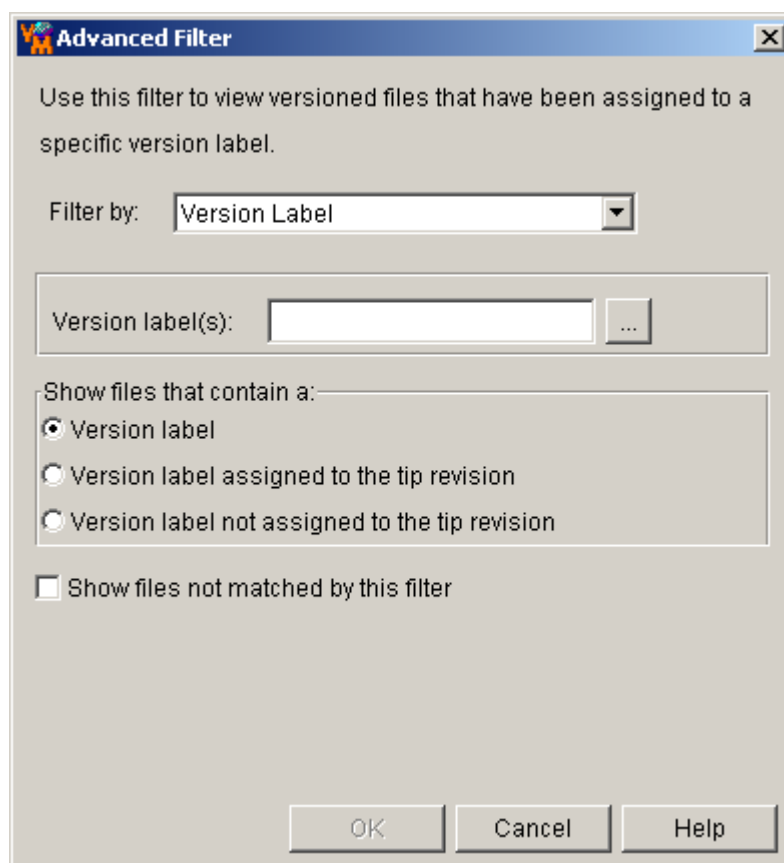 Advanced Filter
Use this filter to view versioned files that have been assigned to a
specific version label.
Filter by: Version Label
Version label(s): ...
Show files that contain a:
Version label
Version label assigned to the tip revision
Version label not assigned to the tip revision
Show files not matched by this filter
OK Cancel Help